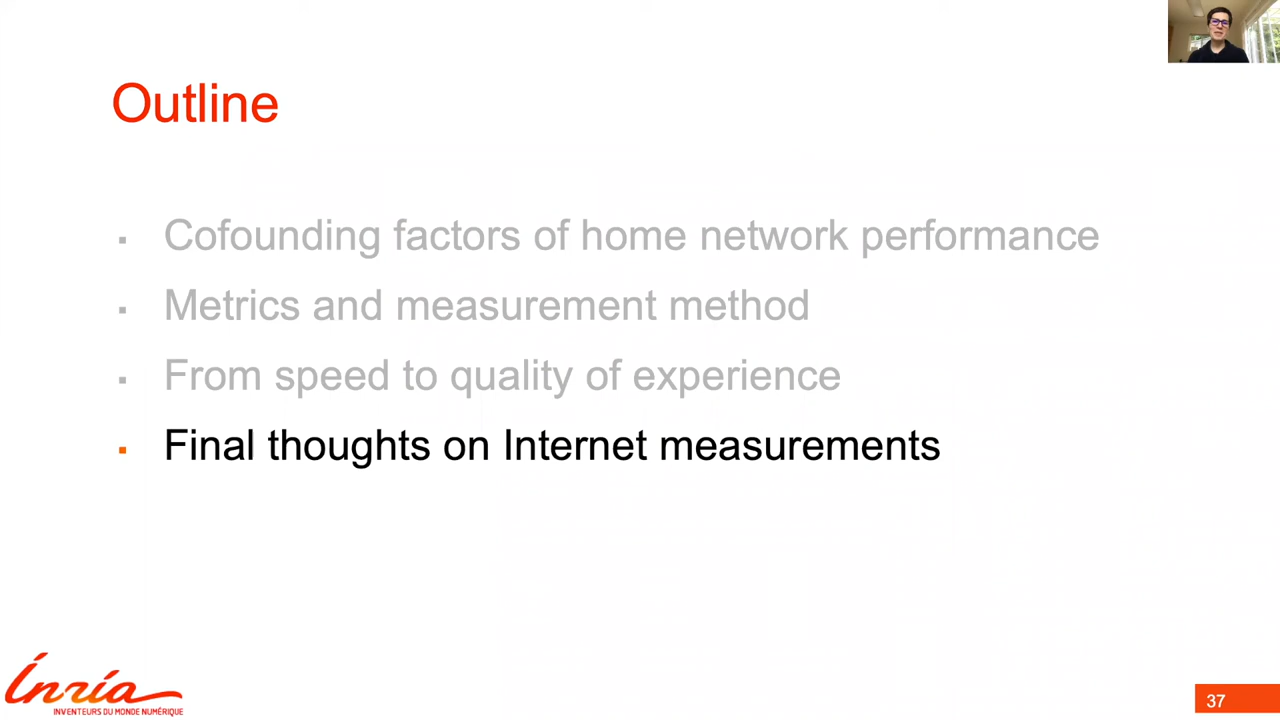 Outline
▪ Cofounding factors of home network performance
▪ Metrics and measurement method
▪ From speed to quality of experience
▪ Final thoughts on Internet measurements
Inria
INVENTEURS DU MONDE NUMÉRIQUE
37